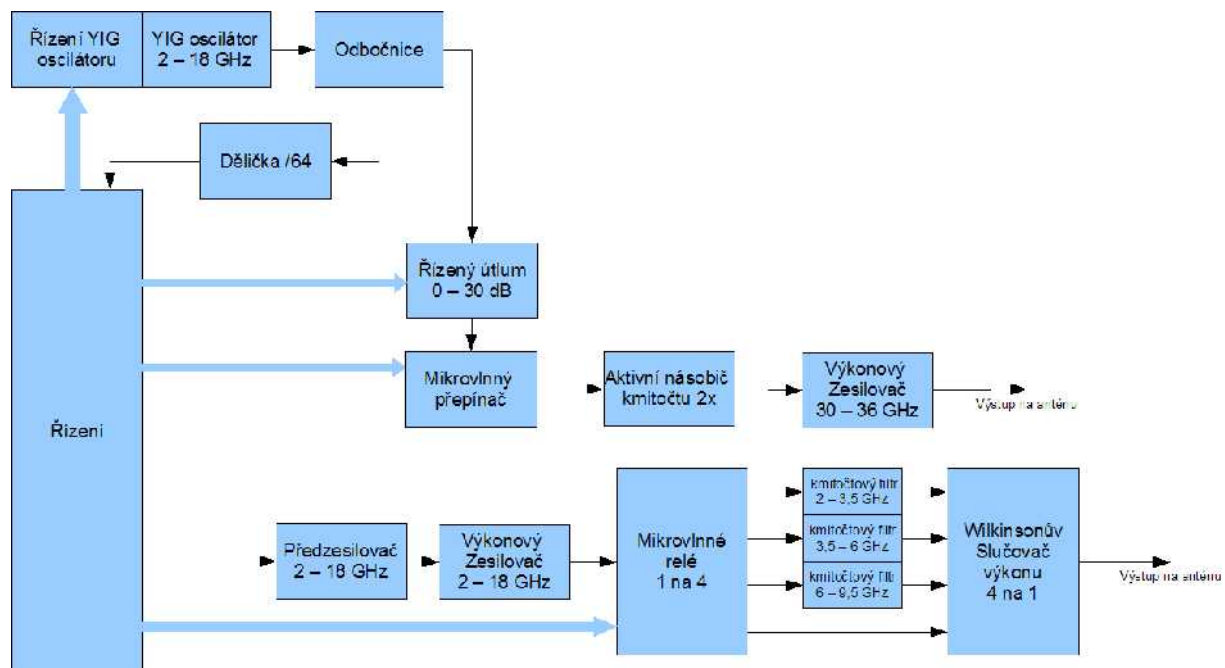 Řízení YIG
oscilátoru
YIG oscilátor
2 – 18 GHz
Odbočnice
Dělička /64
Řízený útlum
0 – 30 dB
Mikrovlnný
přepínač
Aktivní násobič
kmitočtu 2x
Výkonový
Zesilovač
30 – 36 GHz
Výstup na anténu
Řízení
Předzesilovač
2 – 18 GHz
Výkonový
Zesilovač
2 – 18 GHz
Mikrovlnné
relé
1 na 4
kmitočtový filtr
2 – 3,5 GHz
kmitočtový filtr
3,5 – 6 GHz
kmitočtový filtr
6 – 9,5 GHz
Wilkinsonův
Slučovač
výkonu
4 na 1
Výstup na anténu